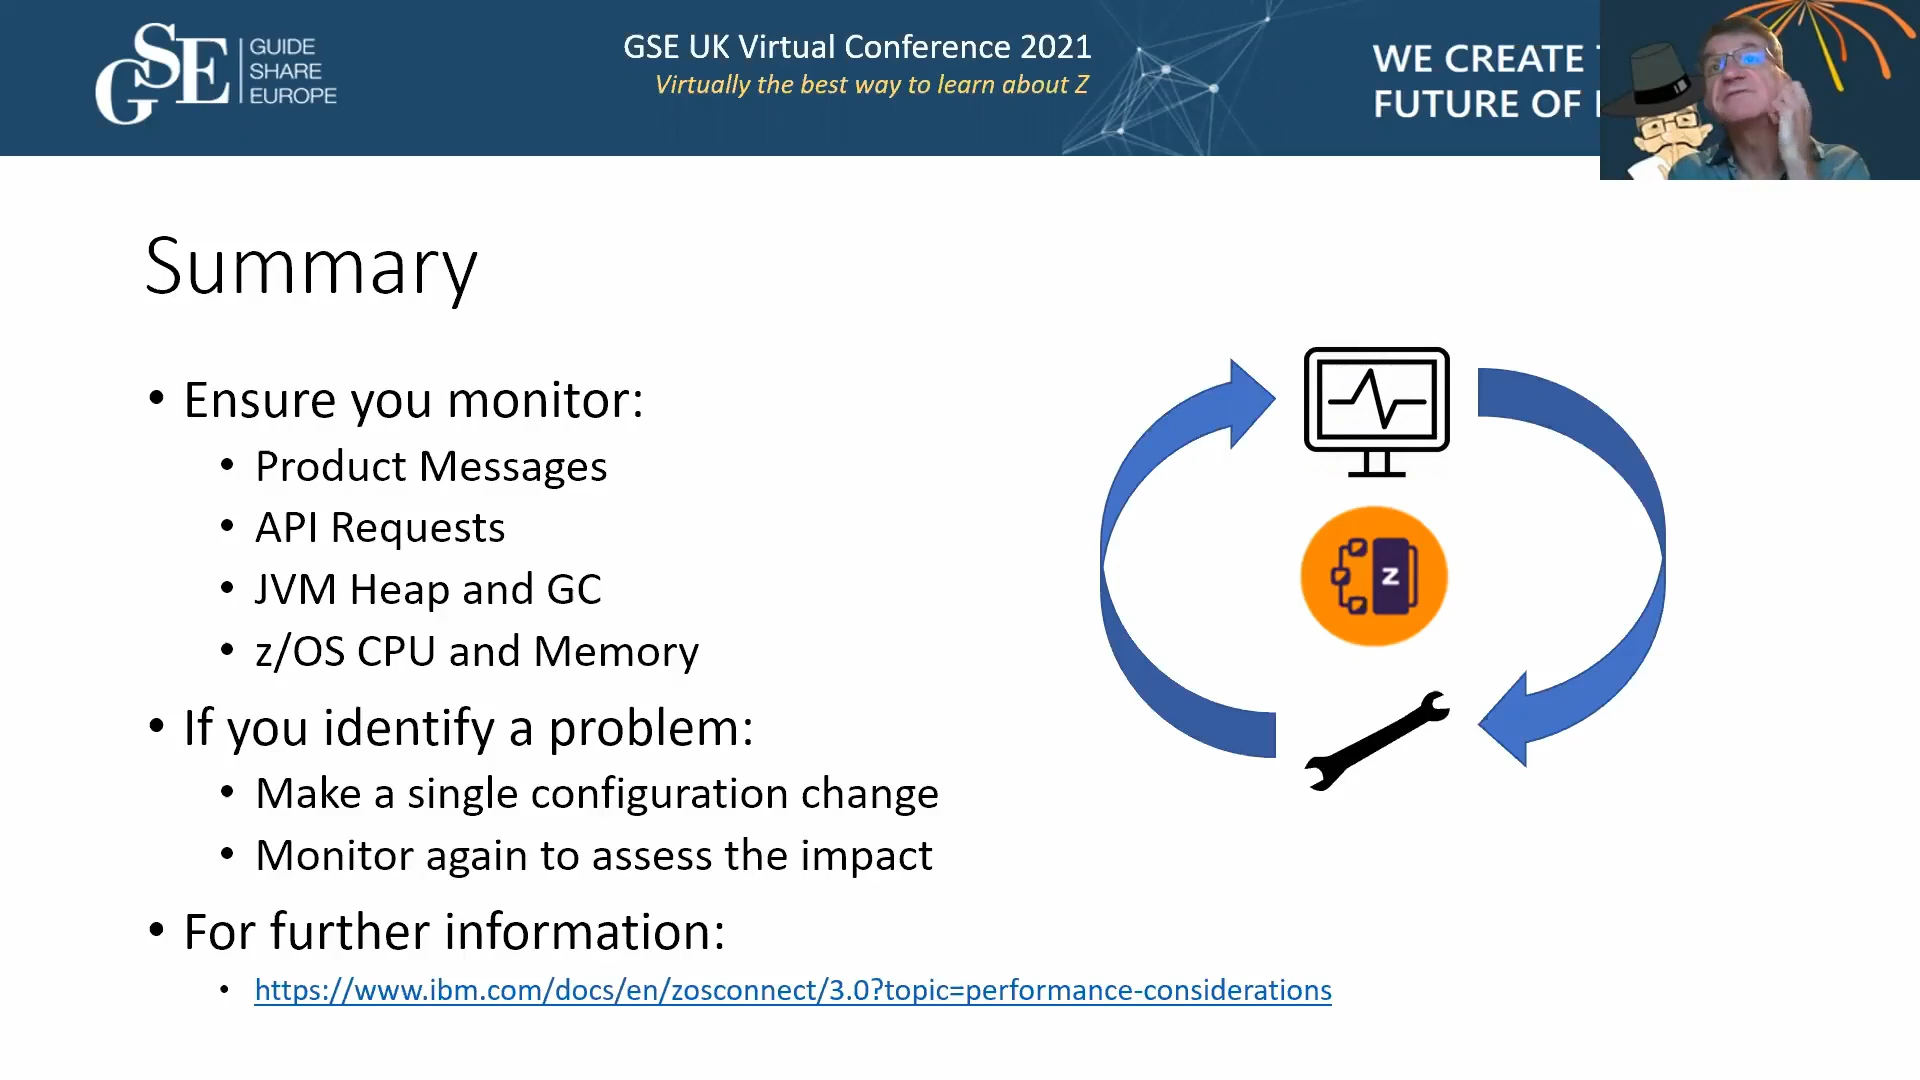 GSE
GUIDE
SHARE
EUROPE
GSE UK Virtual Conference 2021
Virtually the best way to learn about Z
WE CREATE
FUTURE OF
Summary
• Ensure you monitor:
• Product Messages
• API Requests
• JVM Heap and GC
• z/OS CPU and Memory
• If you identify a problem:
• Make a single configuration change
• Monitor again to assess the impact
• For further information:
• https://www.ibm.com/docs/en/zosconnect/3.0?topic=performance-considerations
Z